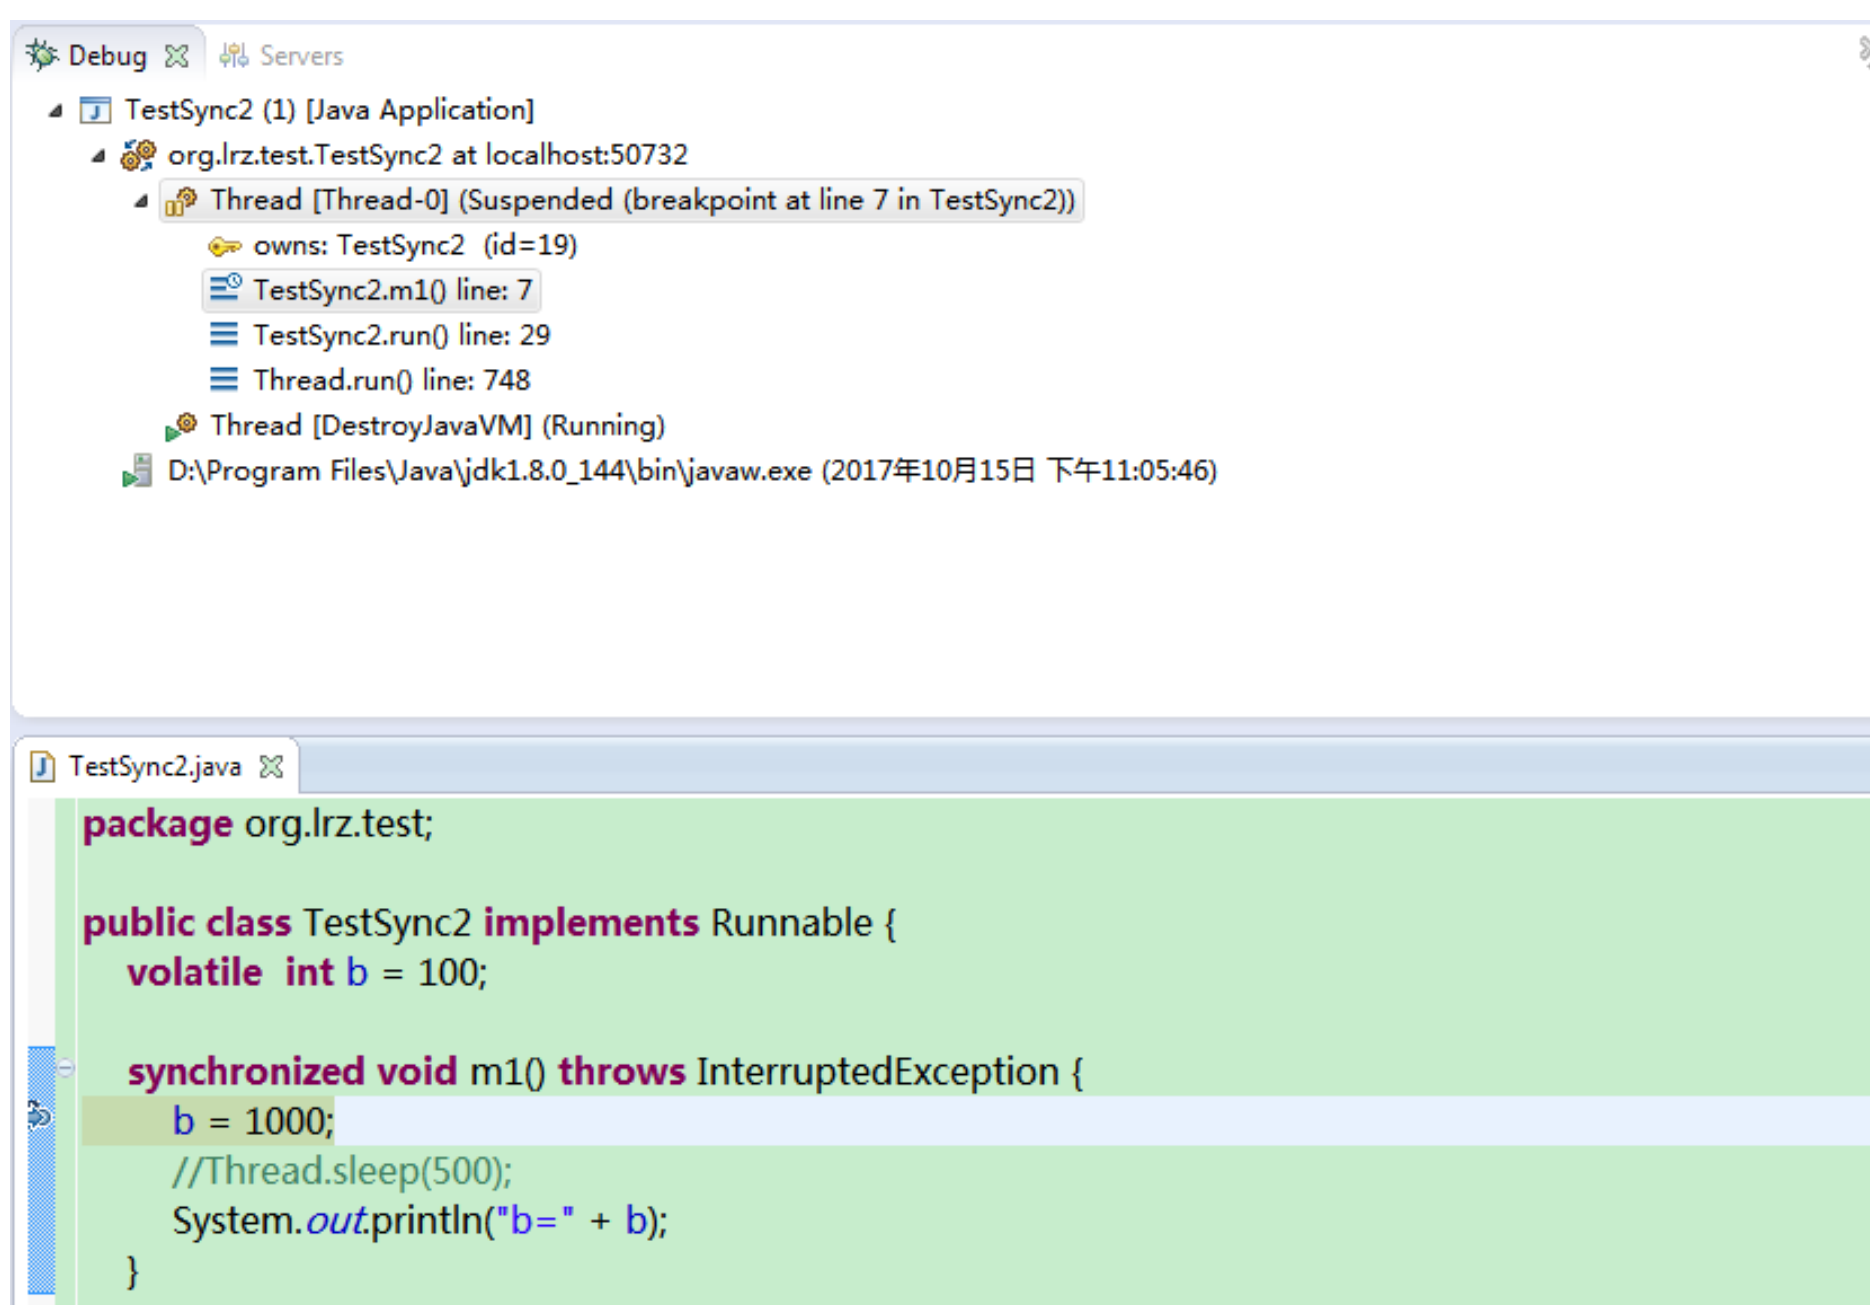 Debug Servers
TestSync2 (1) [Java Application]
org.lrz.test.TestSync2 at localhost:50732
Thread [Thread-0] (Suspended (breakpoint at line 7 in TestSync2))
owns: TestSync2 (id=19)
TestSync2.m1() line: 7
TestSync2.run() line: 29
Thread.run() line: 748
Thread [DestroyJavaVM] (Running)
D:\Program Files\Java\jdk1.8.0_144\bin\javaw.exe (2017年10月15日 下午11:05:46)
TestSync2.java
package org.lrz.test;
public class TestSync2 implements Runnable {
volatile int b = 100;
synchronized void m1() throws InterruptedException {
b = 1000;
//Thread.sleep(500);
System.out.println("b=" + b);
}